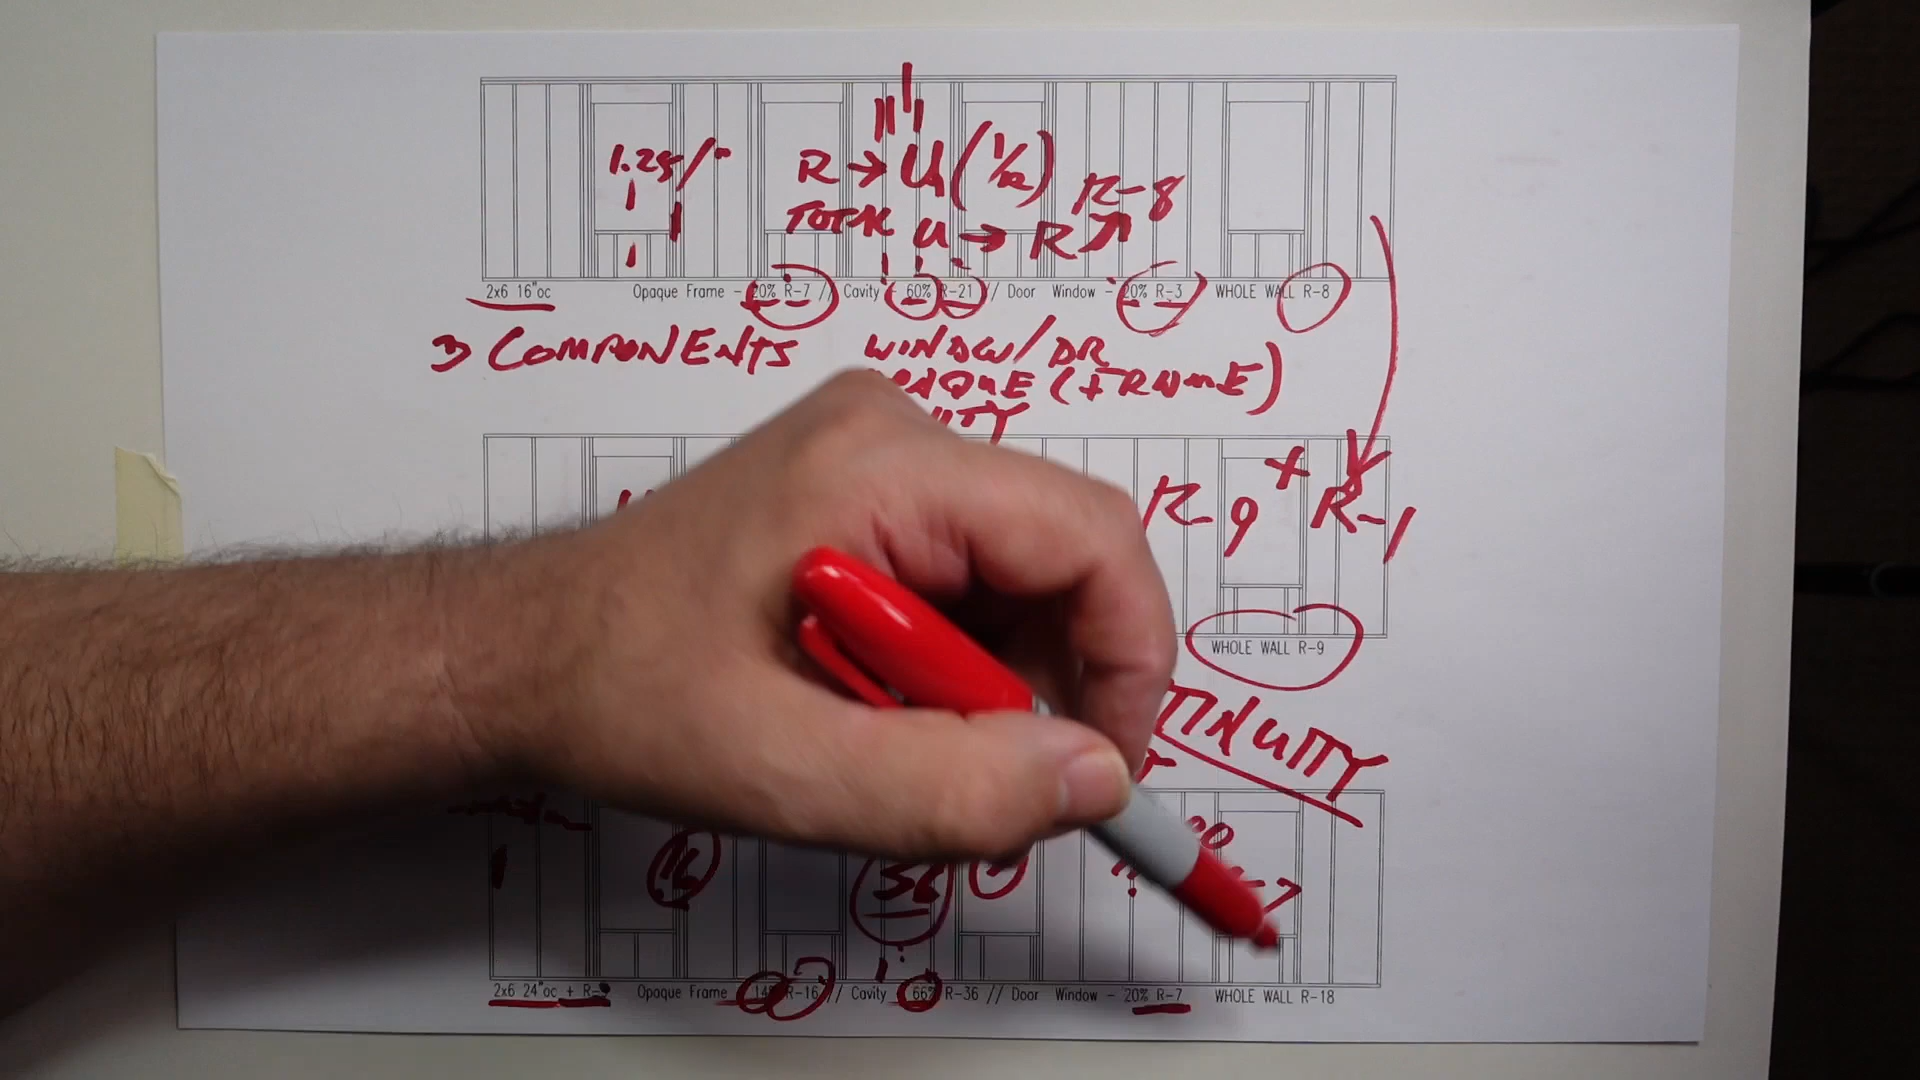 1.25/"
R → U (1/R)
R-8
TOTAL U → R
2x6 16"oc Opaque Frame - 20% R-7 // Cavity - 60% R-21 // Door Window - 20% R-3 WHOLE WALL R-8
3 COMPONENTS WINDOW/DR
OPAQUE (FRAME)
R-9 + R-1
WHOLE WALL R-9
TINUITY
16 36
2x6 24"oc + R- Opaque Frame 14% R-16 // Cavity 66% R-36 // Door Window - 20% R-7 WHOLE WALL R-18